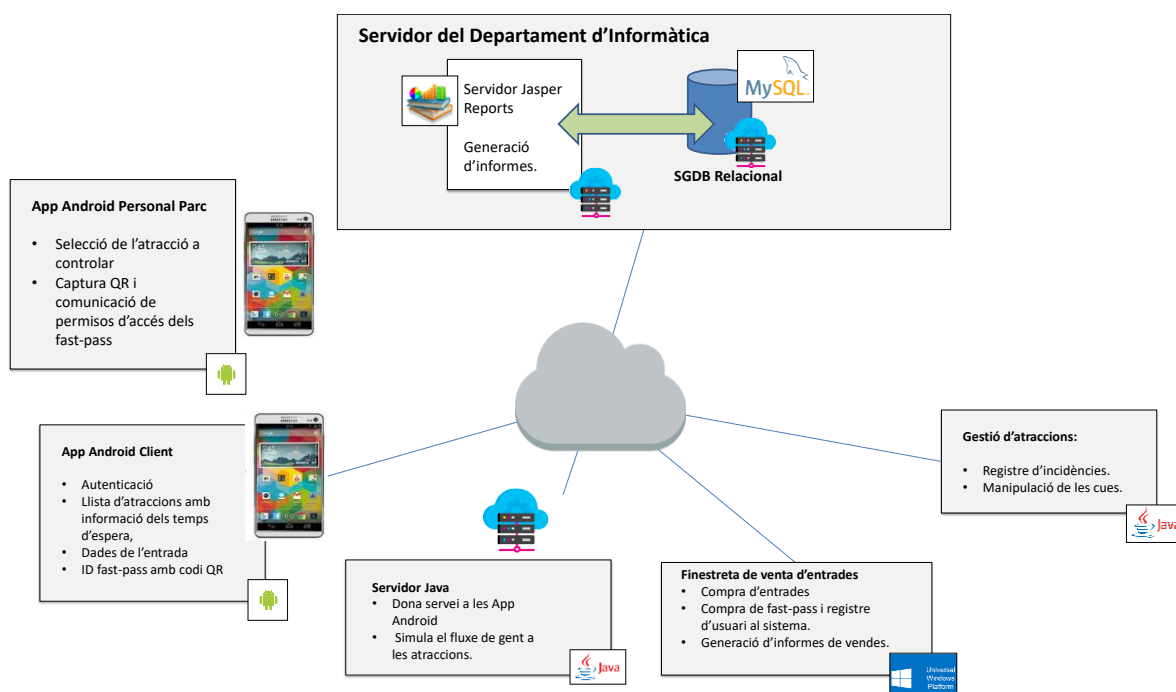 Servidor del Departament d'Informàtica
Servidor Jasper
Reports
Generació
d'informes.
MySQL
SGDB Relacional
App Android Personal Parc
• Selecció de l'atracció a
controlar
• Captura QR i
comunicació de
permisos d'accés dels
fast-pass
App Android Client
• Autenticació
• Llista d'atraccions amb
informació dels temps
d'espera,
• Dades de l'entrada
• ID fast-pass amb codi QR
Servidor Java
• Dona servei a les App
Android
• Simula el fluxe de gent a
les atraccions.
Java
Finestreta de venta d'entrades
• Compra d'entrades
• Compra de fast-pass i registre
d'usuari al sistema.
• Generació d'informes de vendes.
Universal
Windows
Platform
Gestió d'atraccions:
• Registre d'incidències.
• Manipulació de les cues.
Java